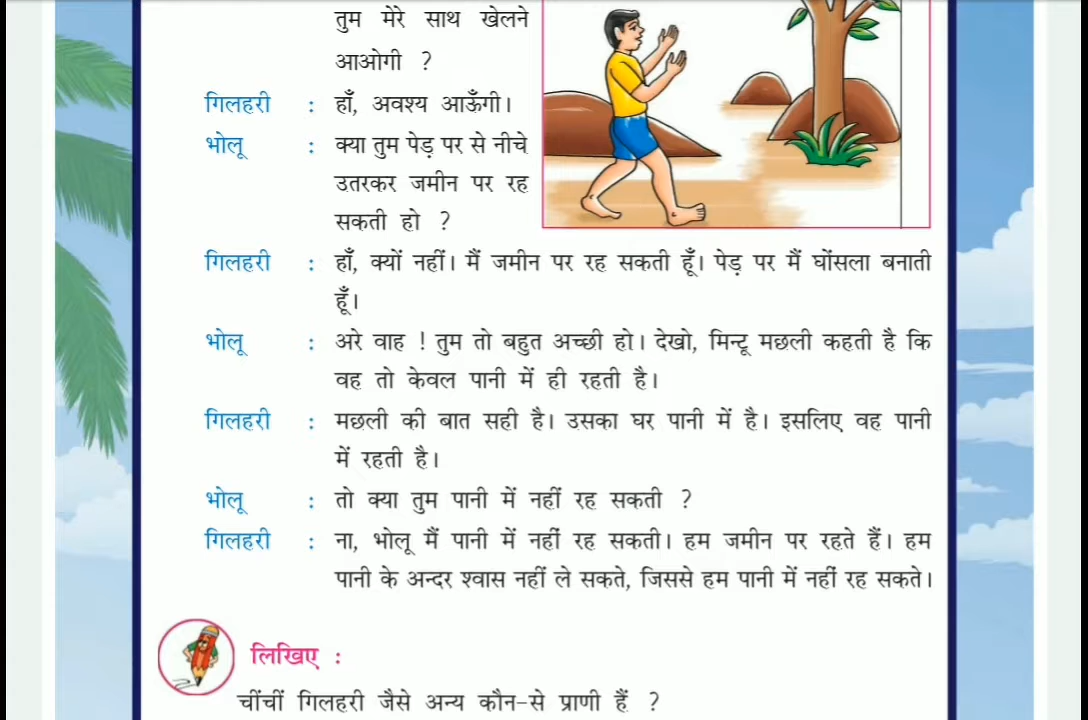 तुम मेरे साथ खेलने
आओगी ?
गिलहरी : हाँ, अवश्य आऊँगी।
भोलू : क्या तुम पेड़ पर से नीचे
उतरकर जमीन पर रह
सकती हो ?
गिलहरी : हाँ, क्यों नहीं। मैं जमीन पर रह सकती हूँ। पेड़ पर मैं घोंसला बनाती
हूँ।
भोलू : अरे वाह ! तुम तो बहुत अच्छी हो। देखो, मिन्टू मछली कहती है कि
वह तो केवल पानी में ही रहती है।
गिलहरी : मछली की बात सही है। उसका घर पानी में है। इसलिए वह पानी
में रहती है।
भोलू : तो क्या तुम पानी में नहीं रह सकती ?
गिलहरी : ना, भोलू मैं पानी में नहीं रह सकती। हम जमीन पर रहते हैं। हम
पानी के अन्दर श्वास नहीं ले सकते, जिससे हम पानी में नहीं रह सकते।
लिखिए :
चींचीं गिलहरी जैसे अन्य कौन-से प्राणी हैं ?